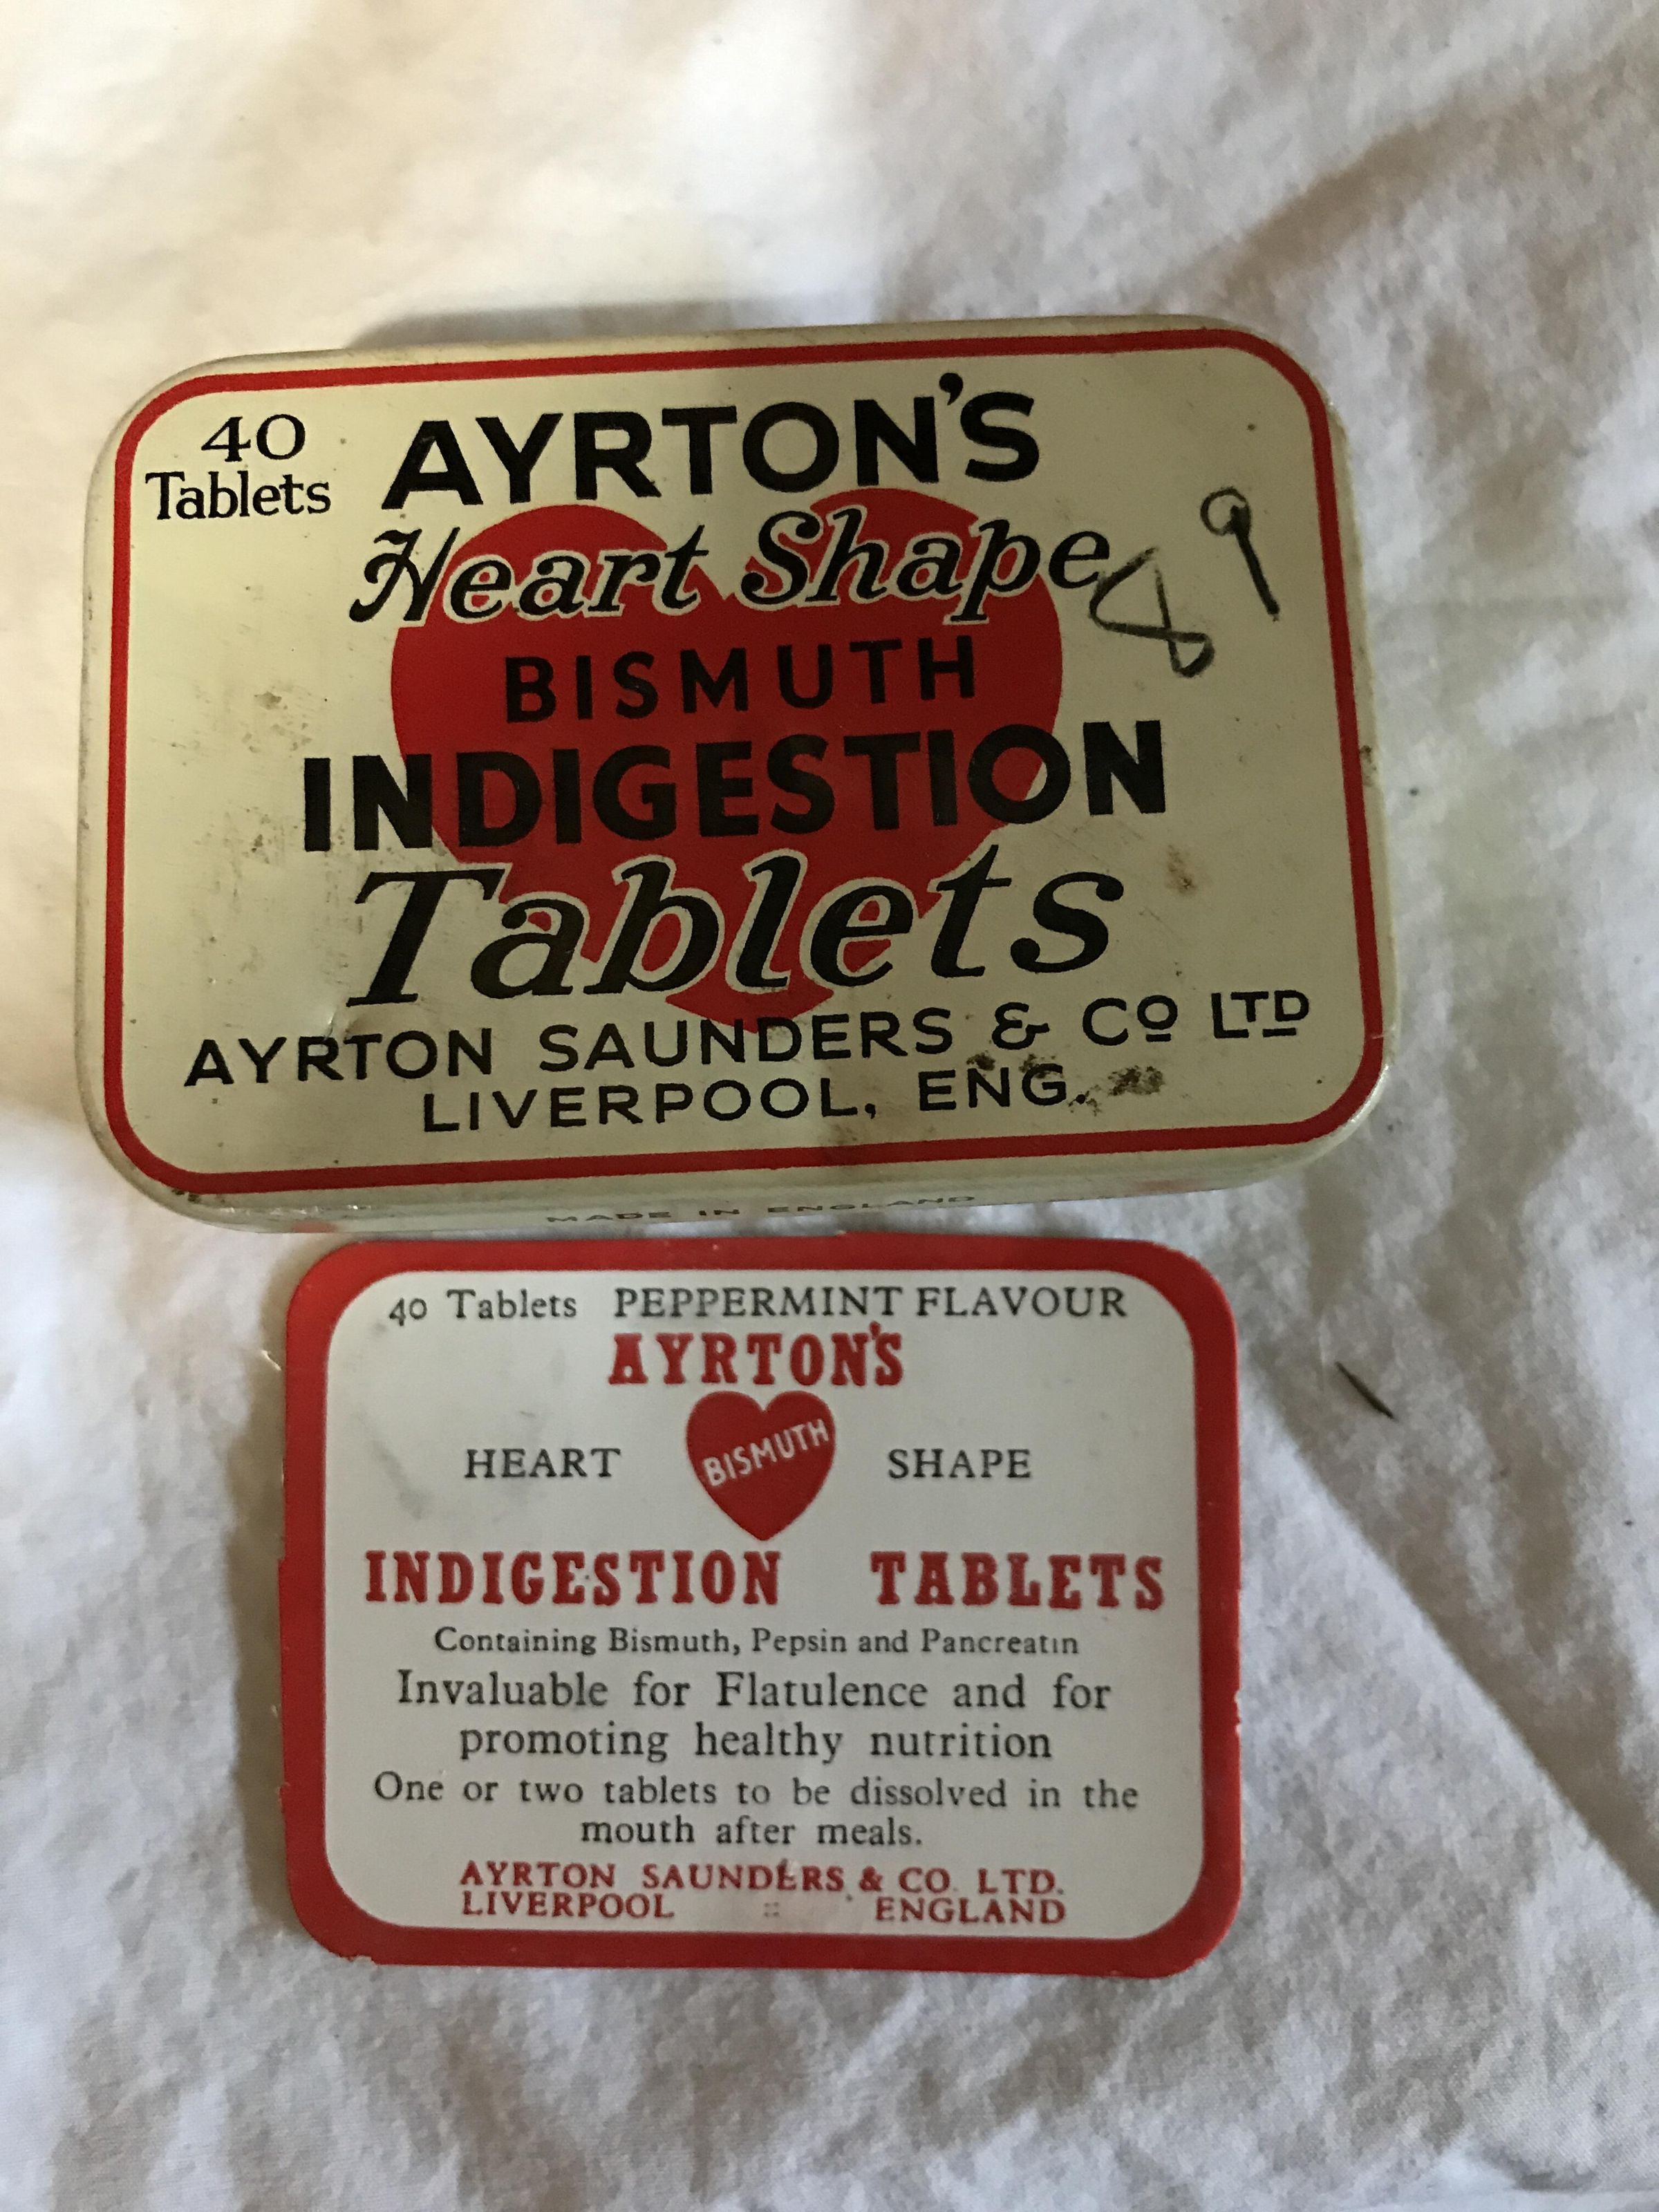 40
Tablets
AYRTON'S
Heart Shape
89
BISMUTH
INDIGESTION
Tablets
AYRTON SAUNDERS & Co LTD
LIVERPOOL, ENG.
MADE IN ENGLAND
40 Tablets PEPPERMINT FLAVOUR
AYRTON'S
HEART BISMUTH SHAPE
INDIGESTION TABLETS
Containing Bismuth, Pepsin and Pancreatin
Invaluable for Flatulence and for
promoting healthy nutrition
One or two tablets to be dissolved in the
mouth after meals.
AYRTON SAUNDERS & CO. LTD.
LIVERPOOL :: ENGLAND